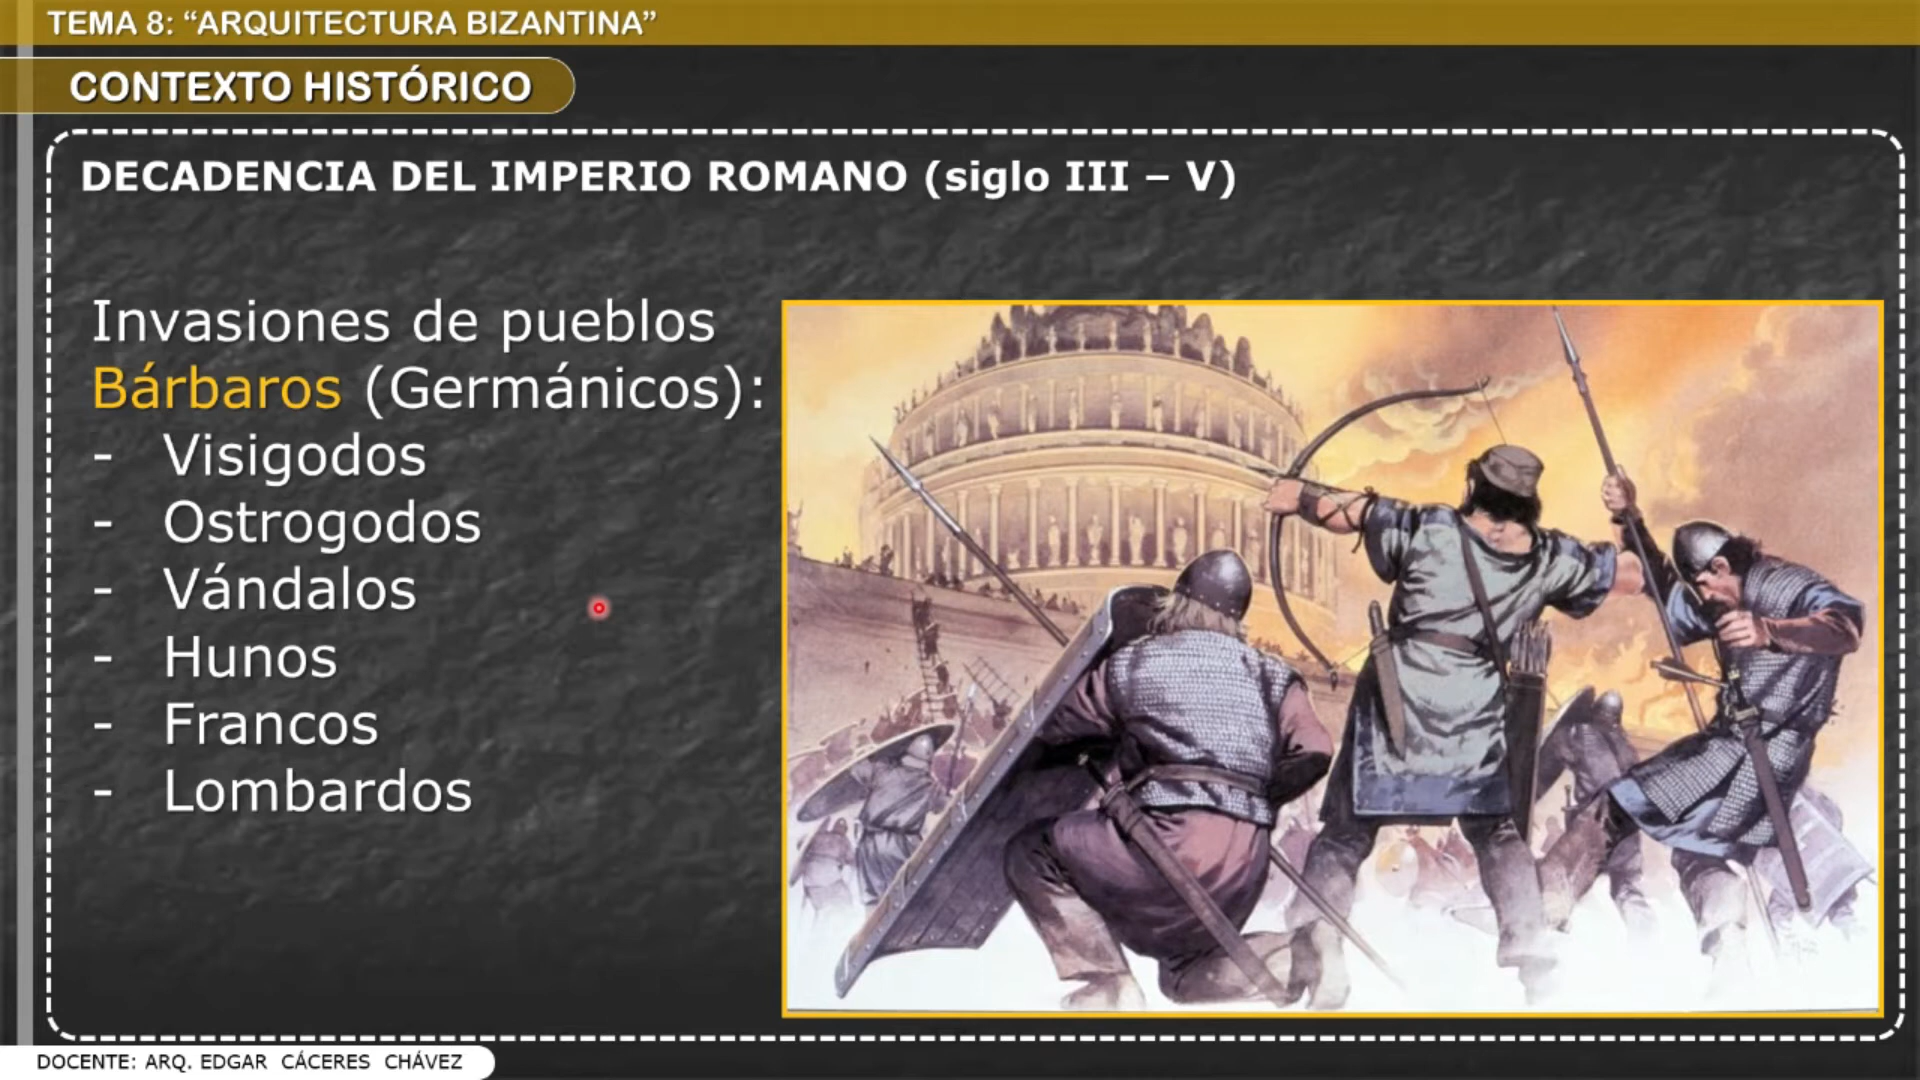 TEMA 8: “ARQUITECTURA BIZANTINA”
CONTEXTO HISTÓRICO
DECADENCIA DEL IMPERIO ROMANO (siglo III – V)
Invasiones de pueblos
Bárbaros (Germánicos):
- Visigodos
- Ostrogodos
- Vándalos
- Hunos
- Francos
- Lombardos
DOCENTE: ARQ. EDGAR CÁCERES CHÁVEZ